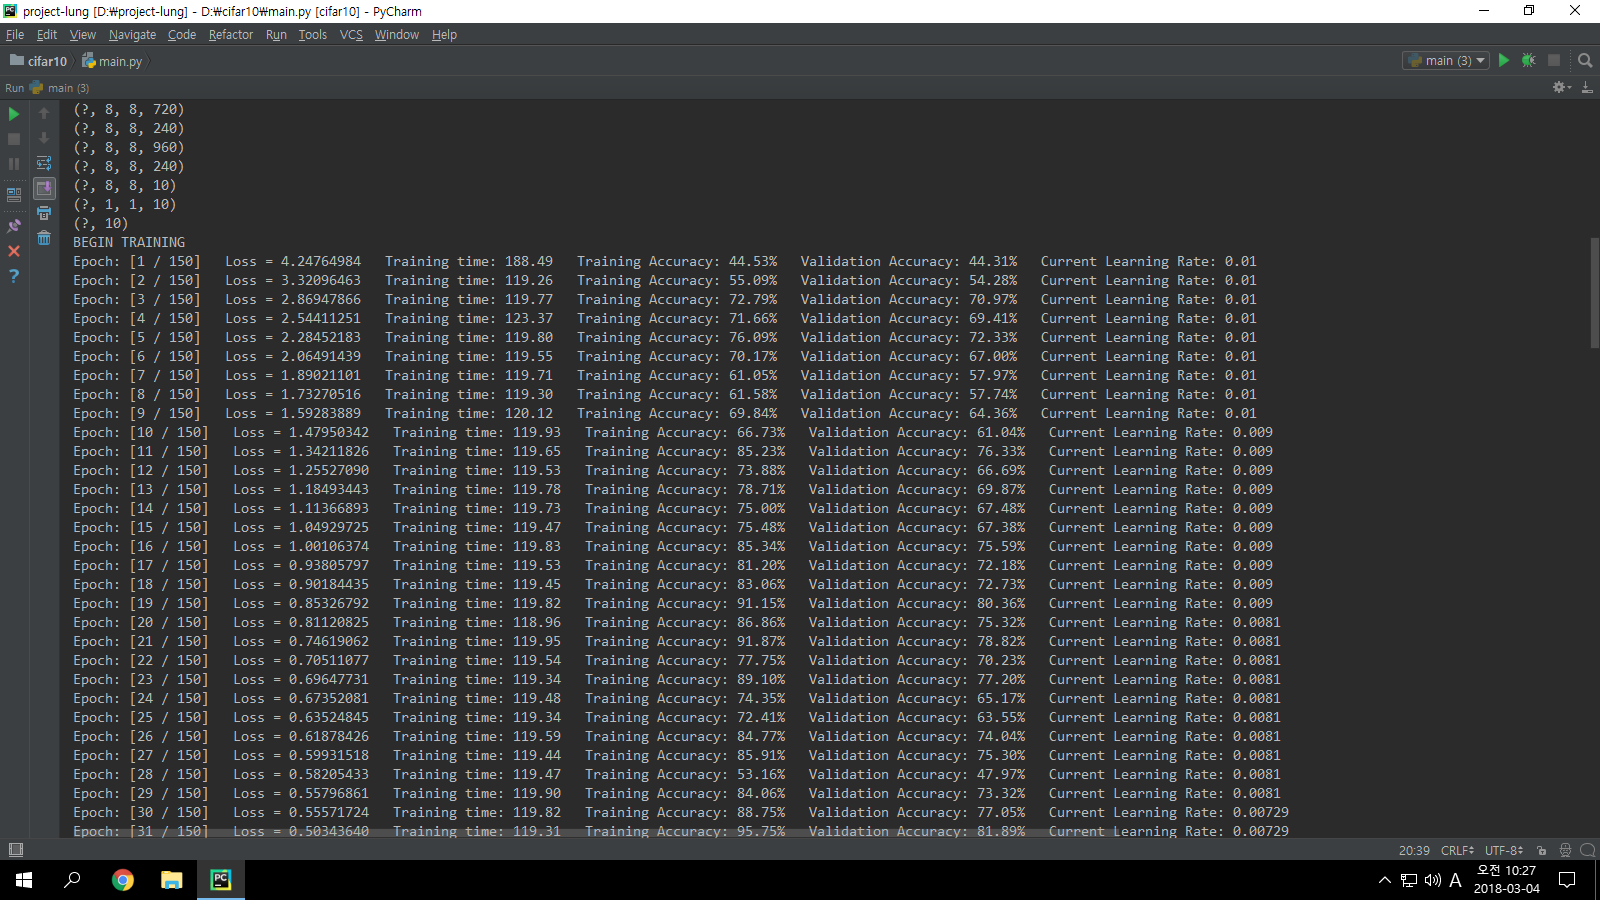 project-lung [D:₩project-lung] - D:₩cifar10₩main.py [cifar10] - PyCharm
File Edit View Navigate Code Refactor Run Tools VCS Window Help
cifar10 main.py main (3)
Run main (3)
(?, 8, 8, 720)
(?, 8, 8, 240)
(?, 8, 8, 960)
(?, 8, 8, 240)
(?, 8, 8, 10)
(?, 1, 1, 10)
(?, 10)
BEGIN TRAINING
Epoch: [1 / 150] Loss = 4.24764984 Training time: 188.49 Training Accuracy: 44.53% Validation Accuracy: 44.31% Current Learning Rate: 0.01
Epoch: [2 / 150] Loss = 3.32096463 Training time: 119.26 Training Accuracy: 55.09% Validation Accuracy: 54.28% Current Learning Rate: 0.01
Epoch: [3 / 150] Loss = 2.86947866 Training time: 119.77 Training Accuracy: 72.79% Validation Accuracy: 70.97% Current Learning Rate: 0.01
Epoch: [4 / 150] Loss = 2.54411251 Training time: 123.37 Training Accuracy: 71.66% Validation Accuracy: 69.41% Current Learning Rate: 0.01
Epoch: [5 / 150] Loss = 2.28452183 Training time: 119.80 Training Accuracy: 76.09% Validation Accuracy: 72.33% Current Learning Rate: 0.01
Epoch: [6 / 150] Loss = 2.06491439 Training time: 119.55 Training Accuracy: 70.17% Validation Accuracy: 67.00% Current Learning Rate: 0.01
Epoch: [7 / 150] Loss = 1.89021101 Training time: 119.71 Training Accuracy: 61.05% Validation Accuracy: 57.97% Current Learning Rate: 0.01
Epoch: [8 / 150] Loss = 1.73270516 Training time: 119.30 Training Accuracy: 61.58% Validation Accuracy: 57.74% Current Learning Rate: 0.01
Epoch: [9 / 150] Loss = 1.59283889 Training time: 120.12 Training Accuracy: 69.84% Validation Accuracy: 64.36% Current Learning Rate: 0.01
Epoch: [10 / 150] Loss = 1.47950342 Training time: 119.93 Training Accuracy: 66.73% Validation Accuracy: 61.04% Current Learning Rate: 0.009
Epoch: [11 / 150] Loss = 1.34211826 Training time: 119.65 Training Accuracy: 85.23% Validation Accuracy: 76.33% Current Learning Rate: 0.009
Epoch: [12 / 150] Loss = 1.25527090 Training time: 119.53 Training Accuracy: 73.88% Validation Accuracy: 66.69% Current Learning Rate: 0.009
Epoch: [13 / 150] Loss = 1.18493443 Training time: 119.78 Training Accuracy: 78.71% Validation Accuracy: 69.87% Current Learning Rate: 0.009
Epoch: [14 / 150] Loss = 1.11366893 Training time: 119.73 Training Accuracy: 75.00% Validation Accuracy: 67.48% Current Learning Rate: 0.009
Epoch: [15 / 150] Loss = 1.04929725 Training time: 119.47 Training Accuracy: 75.48% Validation Accuracy: 67.38% Current Learning Rate: 0.009
Epoch: [16 / 150] Loss = 1.00106374 Training time: 119.83 Training Accuracy: 85.34% Validation Accuracy: 75.59% Current Learning Rate: 0.009
Epoch: [17 / 150] Loss = 0.93805797 Training time: 119.53 Training Accuracy: 81.20% Validation Accuracy: 72.18% Current Learning Rate: 0.009
Epoch: [18 / 150] Loss = 0.90184435 Training time: 119.45 Training Accuracy: 83.06% Validation Accuracy: 72.73% Current Learning Rate: 0.009
Epoch: [19 / 150] Loss = 0.85326792 Training time: 119.82 Training Accuracy: 91.15% Validation Accuracy: 80.36% Current Learning Rate: 0.009
Epoch: [20 / 150] Loss = 0.81120825 Training time: 118.96 Training Accuracy: 86.86% Validation Accuracy: 75.32% Current Learning Rate: 0.0081
Epoch: [21 / 150] Loss = 0.74619062 Training time: 119.95 Training Accuracy: 91.87% Validation Accuracy: 78.82% Current Learning Rate: 0.0081
Epoch: [22 / 150] Loss = 0.70511077 Training time: 119.54 Training Accuracy: 77.75% Validation Accuracy: 70.23% Current Learning Rate: 0.0081
Epoch: [23 / 150] Loss = 0.69647731 Training time: 119.34 Training Accuracy: 89.10% Validation Accuracy: 77.20% Current Learning Rate: 0.0081
Epoch: [24 / 150] Loss = 0.67352081 Training time: 119.48 Training Accuracy: 74.35% Validation Accuracy: 65.17% Current Learning Rate: 0.0081
Epoch: [25 / 150] Loss = 0.63524845 Training time: 119.34 Training Accuracy: 72.41% Validation Accuracy: 63.55% Current Learning Rate: 0.0081
Epoch: [26 / 150] Loss = 0.61878426 Training time: 119.59 Training Accuracy: 84.77% Validation Accuracy: 74.04% Current Learning Rate: 0.0081
Epoch: [27 / 150] Loss = 0.59931518 Training time: 119.44 Training Accuracy: 85.91% Validation Accuracy: 75.30% Current Learning Rate: 0.0081
Epoch: [28 / 150] Loss = 0.58205433 Training time: 119.47 Training Accuracy: 53.16% Validation Accuracy: 47.97% Current Learning Rate: 0.0081
Epoch: [29 / 150] Loss = 0.55796861 Training time: 119.90 Training Accuracy: 84.06% Validation Accuracy: 73.32% Current Learning Rate: 0.0081
Epoch: [30 / 150] Loss = 0.55571724 Training time: 119.82 Training Accuracy: 88.75% Validation Accuracy: 77.05% Current Learning Rate: 0.00729
Epoch: [31 / 150] Loss = 0.50343640 Training time: 119.31 Training Accuracy: 95.75% Validation Accuracy: 81.89% Current Learning Rate: 0.00729
20:39 CRLF UTF-8
A 오전 10:27
2018-03-04